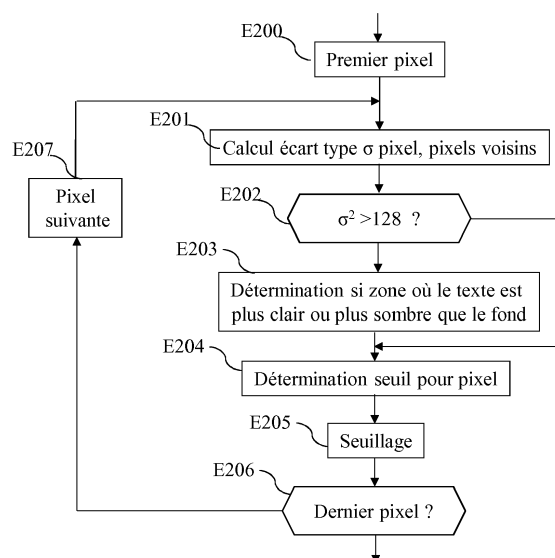 E200
Premier pixel
E201
Calcul écart type σ pixel, pixels voisins
E207
Pixel
suivante
E202
σ² >128 ?
E203
Détermination si zone où le texte est
plus clair ou plus sombre que le fond
E204
Détermination seuil pour pixel
E205
Seuillage
E206
Dernier pixel ?